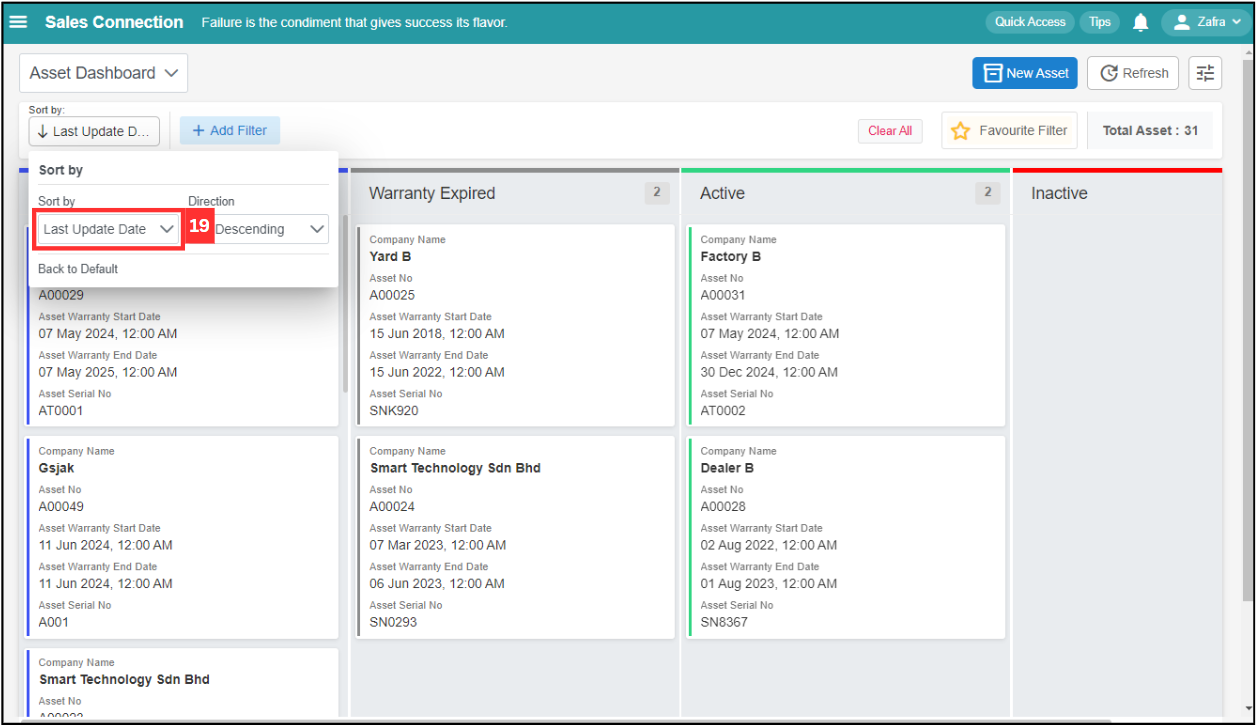 Sales Connection Failure is the condiment that gives success its flavor. Quick Access Tips Zafra
Asset Dashboard New Asset Refresh
Sort by:
Last Update D... + Add Filter Clear All Favourite Filter Total Asset : 31
Sort by
Sort by Direction
Last Update Date 19 Descending
Back to Default
A00029
Asset Warranty Start Date
07 May 2024, 12:00 AM
Asset Warranty End Date
07 May 2025, 12:00 AM
Asset Serial No
AT0001
Company Name
Gsjak
Asset No
A00049
Asset Warranty Start Date
11 Jun 2024, 12:00 AM
Asset Warranty End Date
11 Jun 2024, 12:00 AM
Asset Serial No
A001
Company Name
Smart Technology Sdn Bhd
Asset No
Warranty Expired 2
Company Name
Yard B
Asset No
A00025
Asset Warranty Start Date
15 Jun 2018, 12:00 AM
Asset Warranty End Date
15 Jun 2022, 12:00 AM
Asset Serial No
SNK920
Company Name
Smart Technology Sdn Bhd
Asset No
A00024
Asset Warranty Start Date
07 Mar 2023, 12:00 AM
Asset Warranty End Date
06 Jun 2023, 12:00 AM
Asset Serial No
SN0293
Active 2
Company Name
Factory B
Asset No
A00031
Asset Warranty Start Date
07 May 2024, 12:00 AM
Asset Warranty End Date
30 Dec 2024, 12:00 AM
Asset Serial No
AT0002
Company Name
Dealer B
Asset No
A00028
Asset Warranty Start Date
02 Aug 2022, 12:00 AM
Asset Warranty End Date
01 Aug 2023, 12:00 AM
Asset Serial No
SN8367
Inactive